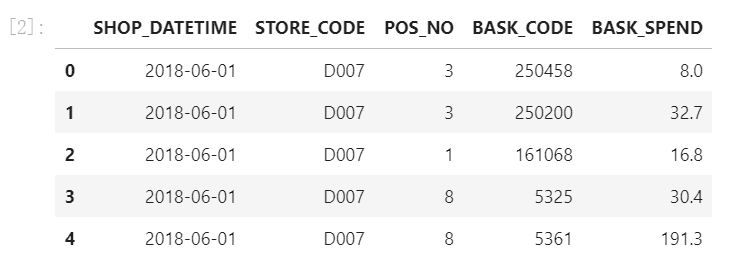 [2]: SHOP_DATETIME STORE_CODE POS_NO BASK_CODE BASK_SPEND
0 2018-06-01 D007 3 250458 8.0
1 2018-06-01 D007 3 250200 32.7
2 2018-06-01 D007 1 161068 16.8
3 2018-06-01 D007 8 5325 30.4
4 2018-06-01 D007 8 5361 191.3